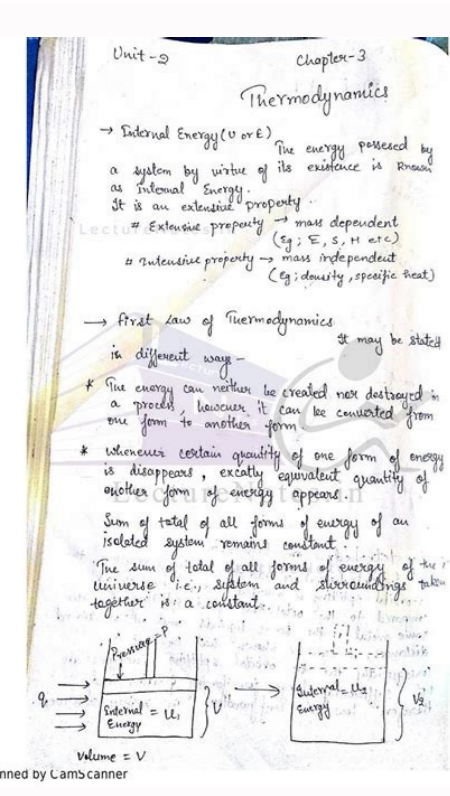 Unit-2 Chapter-3
Thermodynamics
→ Internal Energy (U or E)
The energy possesed by
a system by virtue of its existence is known
as Internal Energy.
It is an extensive property.
# Extensive property → mass dependent
(Eg; E, S, H etc)
# Intensive property → mass independent
(Eg; density, specific heat)
→ First Law of Thermodynamics
It may be stated
in different ways -
* The energy can neither be created nor destroyed in
a process, however it can be converted from
one form to another form.
* Whenever certain quantity of one form of energy
is disappears, excatly equivalent quantity of
another form of energy appears.
LectureNotes.in
Sum of total of all forms of energy of an
isolated system, remains constant.
The sum of total of all forms of energy of the
universe i.e., system and surroundings taken
together is a constant.
Pressure = P
q
Internal = U₁
Energy
V
Internal = U₂
Energy
V₂
Volume = V
nned by CamScanner